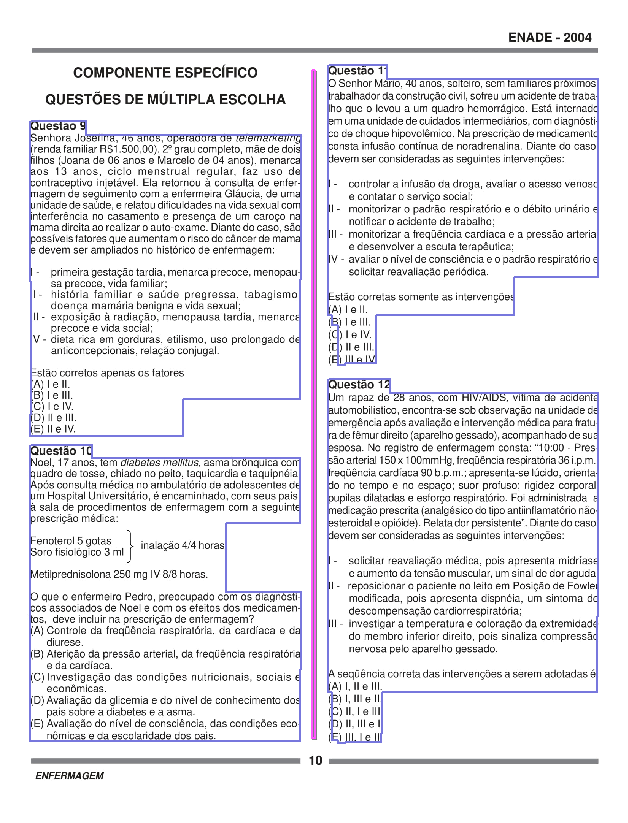 ENADE - 2004
COMPONENTE ESPECÍFICO
QUESTÕES DE MÚLTIPLA ESCOLHA
Questão 9
Senhora Joselina, 46 anos, operadora de telemarketing
(renda familiar R$1.500,00), 2º grau completo, mãe de dois
filhos (Joana de 06 anos e Marcelo de 04 anos), menarca
aos 13 anos, ciclo menstrual regular, faz uso de
contraceptivo injetável. Ela retornou à consulta de enfer-
magem de seguimento com a enfermeira Gláucia, de uma
unidade de saúde, e relatou dificuldades na vida sexual com
interferência no casamento e presença de um caroço na
mama direita ao realizar o auto-exame. Diante do caso, são
possíveis fatores que aumentam o risco do câncer de mama
e devem ser ampliados no histórico de enfermagem:
I - primeira gestação tardia, menarca precoce, menopau-
sa precoce, vida familiar;
I - história familiar e saúde pregressa, tabagismo
doença mamária benigna e vida sexual;
II - exposição à radiação, menopausa tardia, menarca
precoce e vida social;
V - dieta rica em gorduras, etilismo, uso prolongado de
anticoncepcionais, relação conjugal.
Estão corretos apenas os fatores
(A) I e II.
(B) I e III.
(C) I e IV.
(D) II e III.
(E) II e IV.
Questão 10
Noel, 17 anos, tem diabetes mellitus, asma brônquica com
quadro de tosse, chiado no peito, taquicardia e taquipnéia.
Após consulta médica no ambulatório de adolescentes de
um Hospital Universitário, é encaminhado, com seus pais
à sala de procedimentos de enfermagem com a seguinte
prescrição médica:
Fenoterol 5 gotas
Soro fisiológico 3 ml
inalação 4/4 horas
Metilprednisolona 250 mg IV 8/8 horas.
O que o enfermeiro Pedro, preocupado com os diagnósti-
cos associados de Noel e com os efeitos dos medicamen-
tos, deve incluir na prescrição de enfermagem?
(A) Controle da freqüência respiratória, da cardíaca e da
diurese.
(B) Aferição da pressão arterial, da freqüência respiratória
e da cardíaca.
(C) Investigação das condições nutricionais, sociais e
econômicas.
(D) Avaliação da glicemia e do nível de conhecimento dos
pais sobre a diabetes e a asma.
(E) Avaliação do nível de consciência, das condições eco-
nômicas e da escolaridade dos pais.
Questão 11
O Senhor Mário, 40 anos, solteiro, sem familiares próximos
trabalhador da construção civil, sofreu um acidente de traba-
lho que o levou a um quadro hemorrágico. Está internado
em uma unidade de cuidados intermediários, com diagnósti-
co de choque hipovolêmico. Na prescrição de medicamento
consta infusão contínua de noradrenalina. Diante do caso
devem ser consideradas as seguintes intervenções:
I - controlar a infusão da droga, avaliar o acesso venoso
e contatar o serviço social;
II - monitorizar o padrão respiratório e o débito urinário e
notificar o acidente de trabalho;
III - monitorizar a freqüência cardíaca e a pressão arterial
e desenvolver a escuta terapêutica;
IV - avaliar o nível de consciência e o padrão respiratório e
solicitar reavaliação periódica.
Estão corretas somente as intervenções
(A) I e II.
(B) I e III.
(C) I e IV.
(D) II e III.
(E) III e IV
Questão 12
Um rapaz de 28 anos, com HIV/AIDS, vítima de acidente
automobilístico, encontra-se sob observação na unidade de
emergência após avaliação e intervenção médica para fratu-
ra de fêmur direito (aparelho gessado), acompanhado de sua
esposa. No registro de enfermagem consta: “10:00 - Pres-
são arterial 150 x 100mmHg, freqüência respiratória 36 i.p.m.
freqüência cardíaca 90 b.p.m.; apresenta-se lúcido, orienta-
do no tempo e no espaço; suor profuso; rigidez corporal
pupilas dilatadas e esforço respiratório. Foi administrada a
medicação prescrita (analgésico do tipo antiinflamatório não-
esteroidal e opióide). Relata dor persistente”. Diante do caso
devem ser consideradas as seguintes intervenções:
I - solicitar reavaliação médica, pois apresenta midríase
e aumento da tensão muscular, um sinal de dor aguda
II - reposicionar o paciente no leito em Posição de Fowler
modificada, pois apresenta dispnéia, um sintoma de
descompensação cardiorrespiratória;
III - investigar a temperatura e coloração da extremidade
do membro inferior direito, pois sinaliza compressão
nervosa pelo aparelho gessado.
A seqüência correta das intervenções a serem adotadas é
(A) I, II e III.
(B) I, III e II
(C) II, I e III
(D) II, III e I
(E) III, I e II
10
ENFERMAGEM